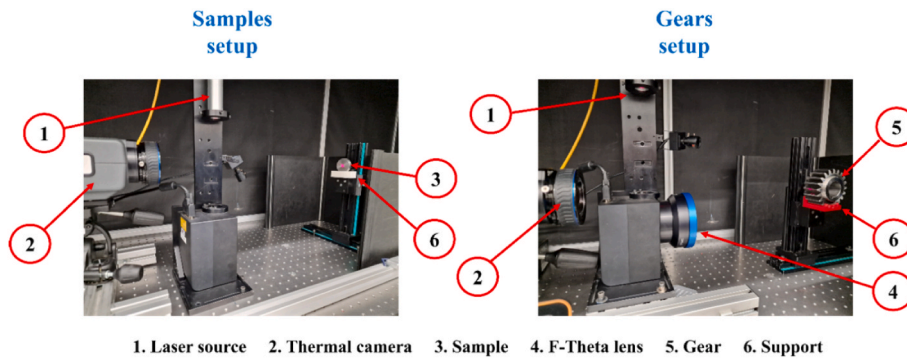 Samples
setup
Gears
setup
1
2
3
6
1
2
5
6
4
1. Laser source 2. Thermal camera 3. Sample 4. F-Theta lens 5. Gear 6. Support